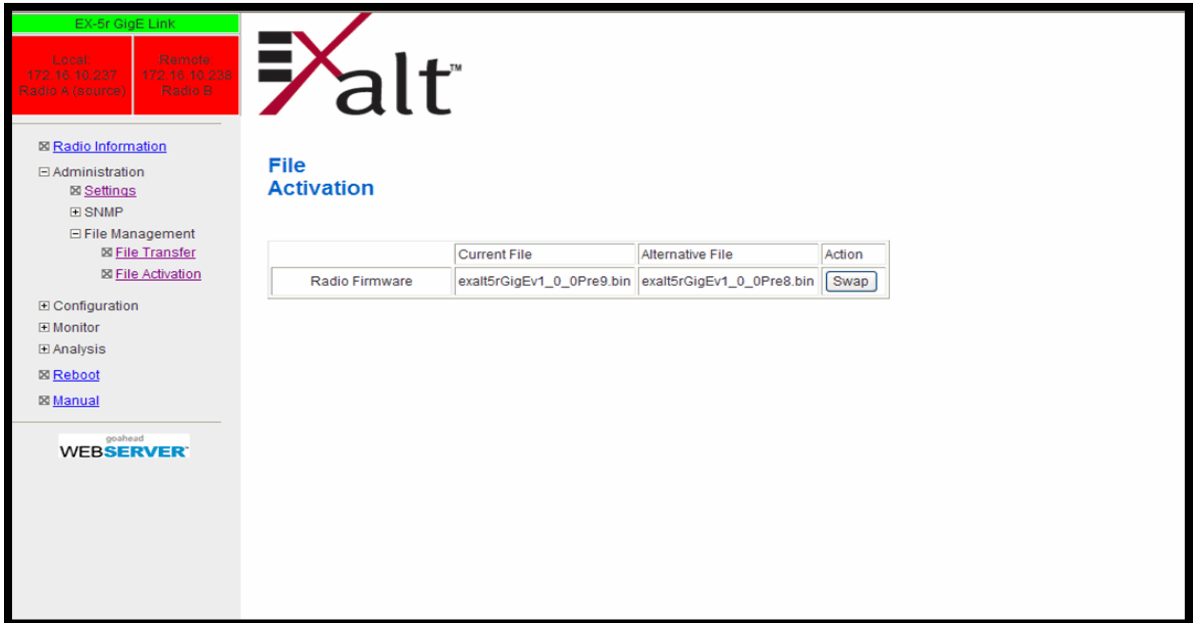 EX-5r GigE Link
Local:
172.16.10.237
Radio A (source)
Remote
172.16.10.238
Radio B
EXalt™
Radio Information
Administration
Settings
SNMP
File Management
File Transfer
File Activation
Configuration
Monitor
Analysis
Reboot
Manual
goahead
WEBSERVER™
File
Activation
Current File Alternative File Action
Radio Firmware exalt5rGigEv1_0_0Pre9.bin exalt5rGigEv1_0_0Pre8.bin Swap